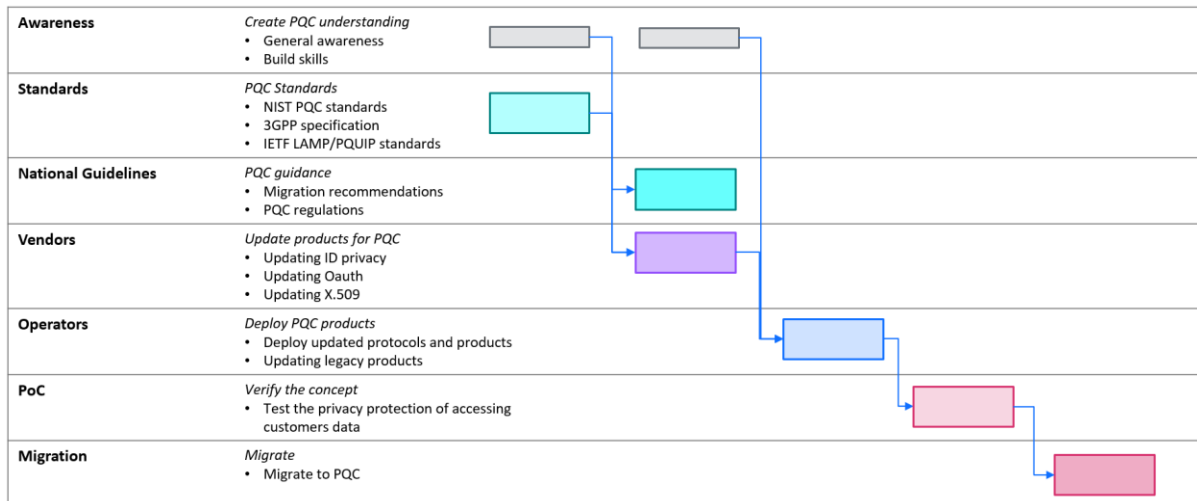 Awareness
Create PQC understanding
• General awareness
• Build skills
Standards
PQC Standards
• NIST PQC standards
• 3GPP specification
• IETF LAMP/PQUIP standards
National Guidelines
PQC guidance
• Migration recommendations
• PQC regulations
Vendors
Update products for PQC
• Updating ID privacy
• Updating Oauth
• Updating X.509
Operators
Deploy PQC products
• Deploy updated protocols and products
• Updating legacy products
PoC
Verify the concept
• Test the privacy protection of accessing
customers data
Migration
Migrate
• Migrate to PQC